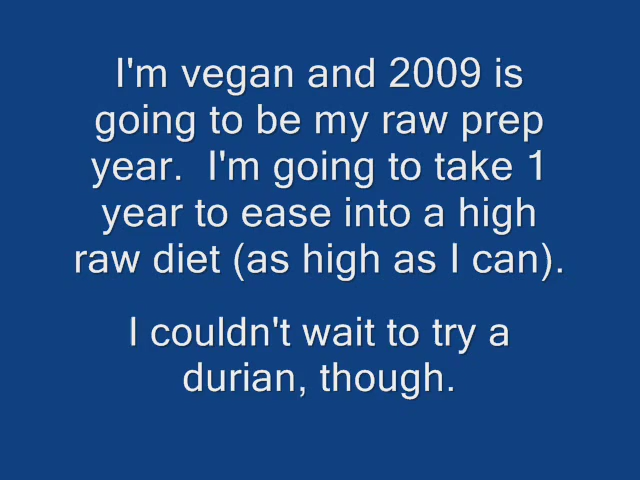 I'm vegan and 2009 is
going to be my raw prep
year.  I'm going to take 1
year to ease into a high
raw diet (as high as I can).
I couldn't wait to try a
durian, though.